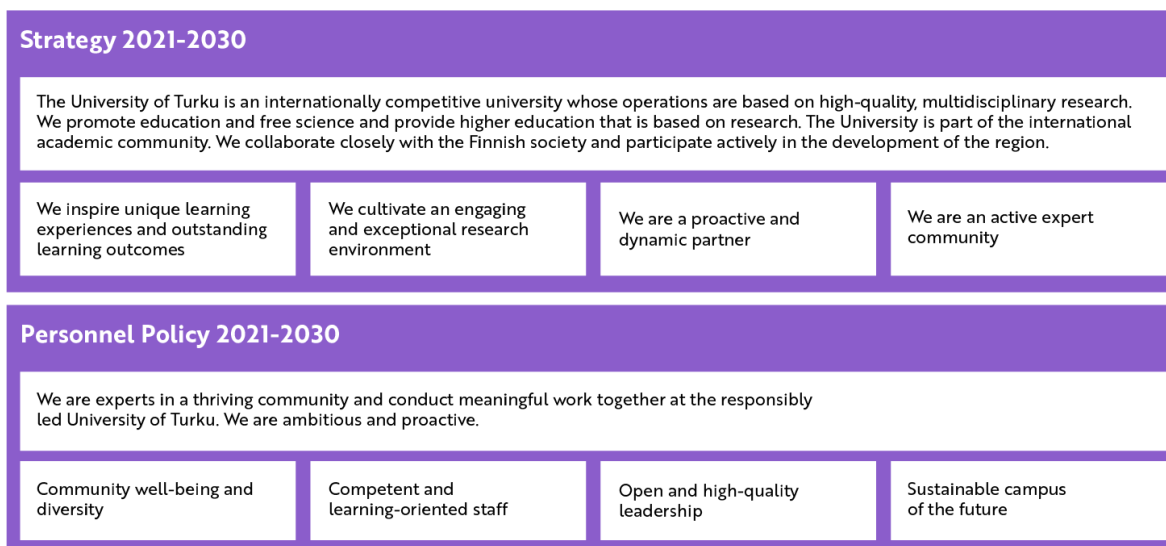 Strategy 2021-2030
The University of Turku is an internationally competitive university whose operations are based on high-quality, multidisciplinary research.
We promote education and free science and provide higher education that is based on research. The University is part of the international
academic community. We collaborate closely with the Finnish society and participate actively in the development of the region.
We inspire unique learning
experiences and outstanding
learning outcomes
We cultivate an engaging
and exceptional research
environment
We are a proactive and
dynamic partner
We are an active expert
community
Personnel Policy 2021-2030
We are experts in a thriving community and conduct meaningful work together at the responsibly
led University of Turku. We are ambitious and proactive.
Community well-being and
diversity
Competent and
learning-oriented staff
Open and high-quality
leadership
Sustainable campus
of the future